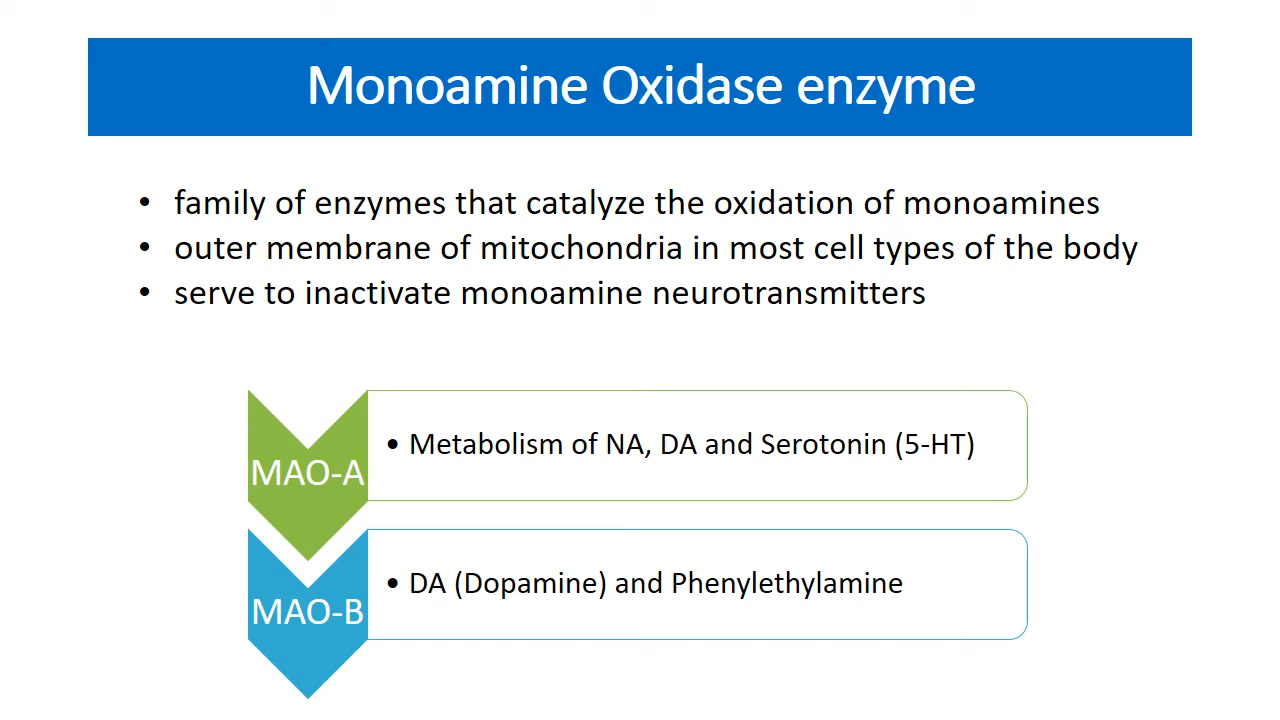 Monoamine Oxidase enzyme
• family of enzymes that catalyze the oxidation of monoamines
• outer membrane of mitochondria in most cell types of the body
• serve to inactivate monoamine neurotransmitters
MAO-A
• Metabolism of NA, DA and Serotonin (5-HT)
MAO-B
• DA (Dopamine) and Phenylethylamine